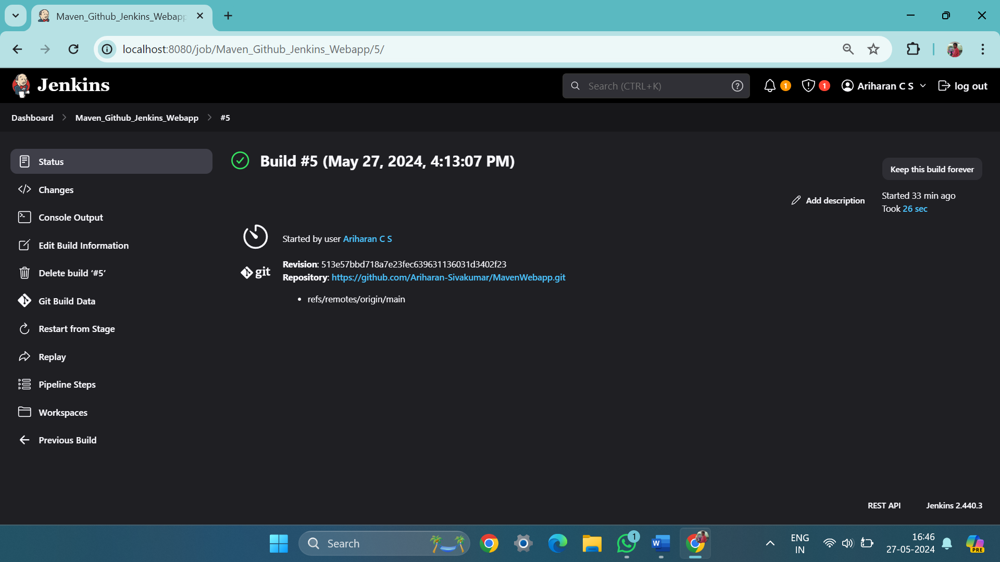 Maven_Github_Jenkins_Webapp
localhost:8080/job/Maven_Github_Jenkins_Webapp/5/
Jenkins
Search (CTRL+K)
1
1
Ariharan C S
log out
Dashboard
Maven_Github_Jenkins_Webapp
#5
Status
Changes
Console Output
Edit Build Information
Delete build ‘#5’
Git Build Data
Restart from Stage
Replay
Pipeline Steps
Workspaces
Previous Build
Build #5 (May 27, 2024, 4:13:07 PM)
Keep this build forever
Add description
Started 33 min ago
Took 26 sec
Started by user Ariharan C S
git
Revision: 513e57bbd718a7e23fec639631136031d3402f23
Repository: https://github.com/Ariharan-Sivakumar/MavenWebapp.git
• refs/remotes/origin/main
REST API
Jenkins 2.440.3
Search
1
W
ENG
IN
16:46
27-05-2024
PRE